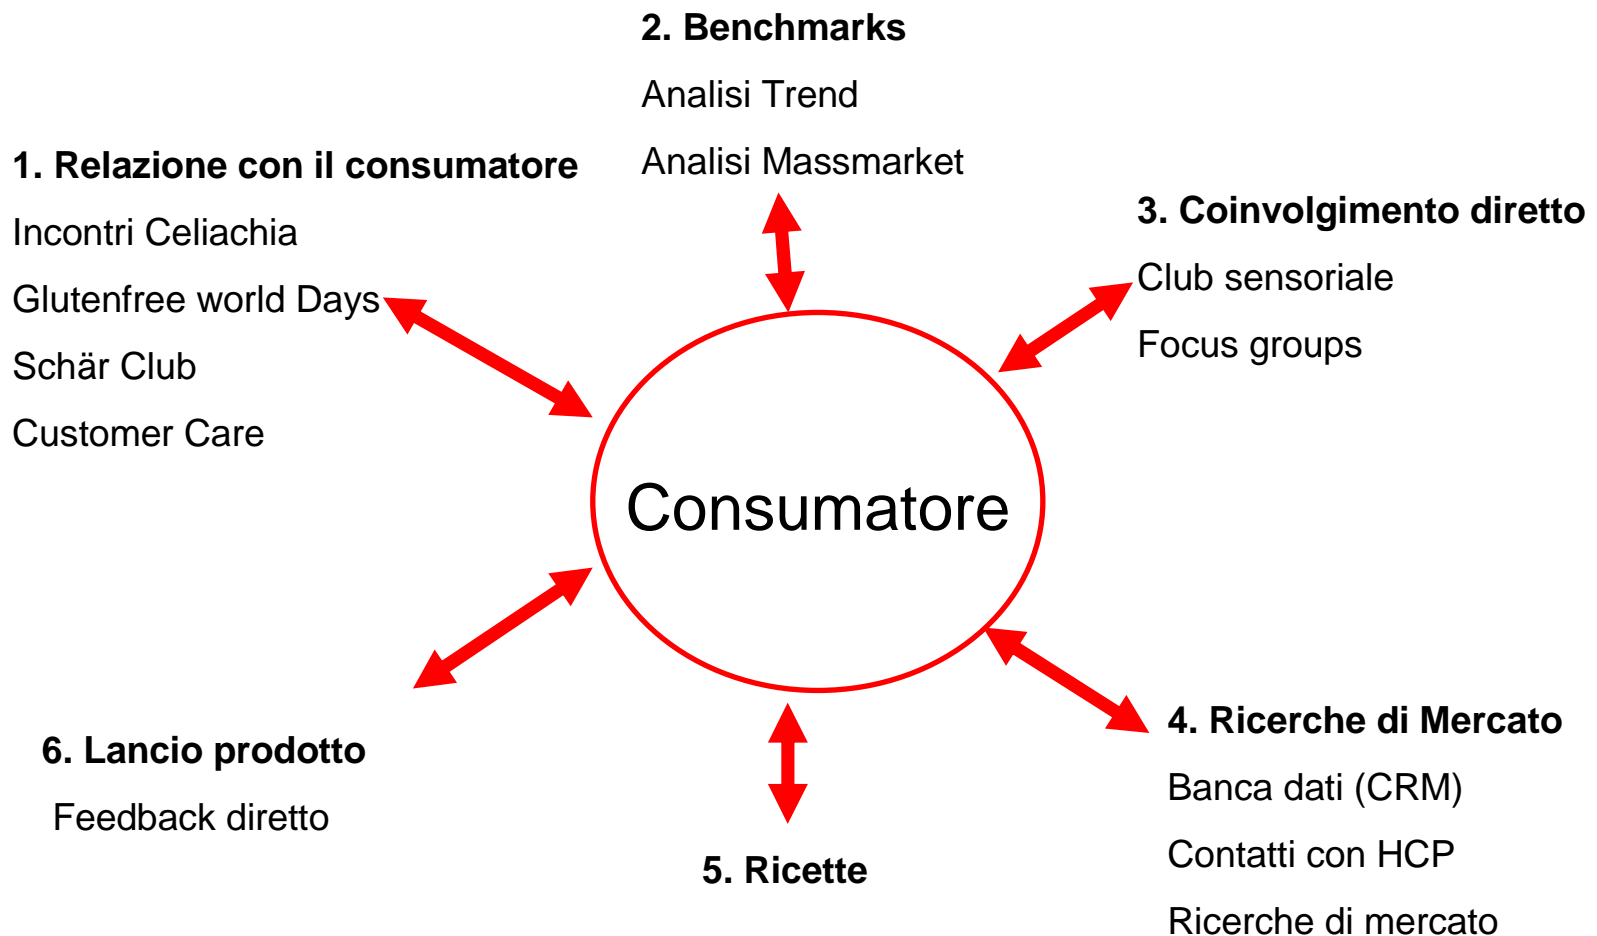 2. Benchmarks
Analisi Trend
Analisi Massmarket
1. Relazione con il consumatore
Incontri Celiachia
Glutenfree world Days
Schär Club
Customer Care
3. Coinvolgimento diretto
Club sensoriale
Focus groups
Consumatore
4. Ricerche di Mercato
Banca dati (CRM)
Contatti con HCP
Ricerche di mercato
5. Ricette
6. Lancio prodotto
Feedback diretto